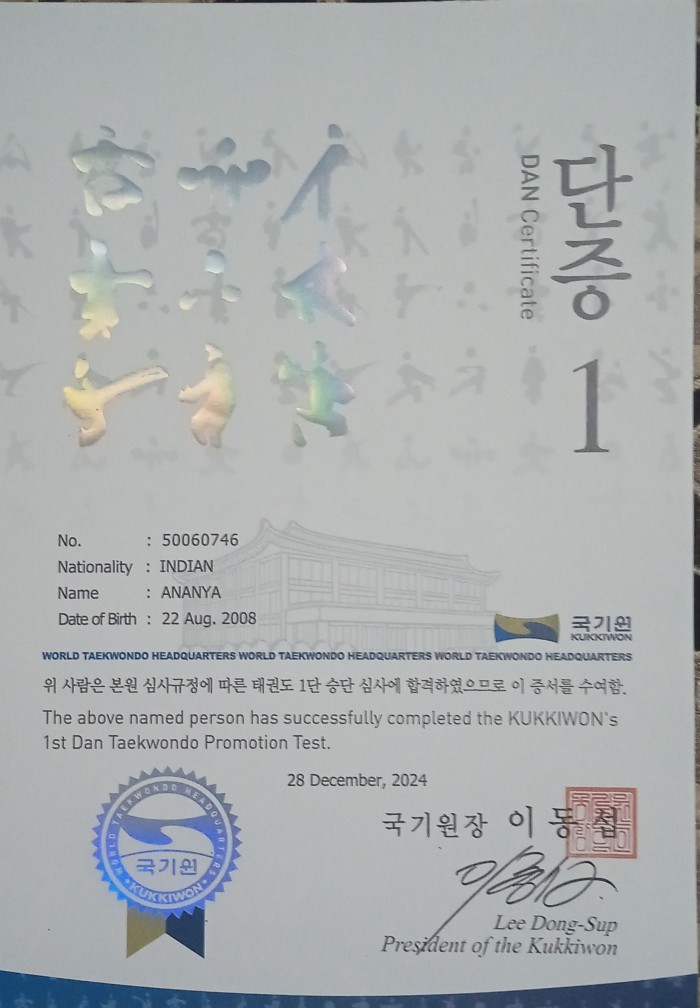 단증
DAN Certificate
1
No. : 50060746
Nationality : INDIAN
Name : ANANYA
Date of Birth : 22 Aug. 2008
국기원
KUKKIWON
WORLD TAEKWONDO HEADQUARTERS WORLD TAEKWONDO HEADQUARTERS WORLD TAEKWONDO HEADQUARTERS
위 사람은 본원 심사규정에 따른 태권도 1단 승단 심사에 합격하였으므로 이 증서를 수여함.
The above named person has successfully completed the KUKKIWON's
1st Dan Taekwondo Promotion Test.
28 December, 2024
WORLD TAEKWONDO HEADQUARTERS
국기원
KUKKIWON
국기원장 이동섭
Lee Dong-Sup
President of the Kukkiwon